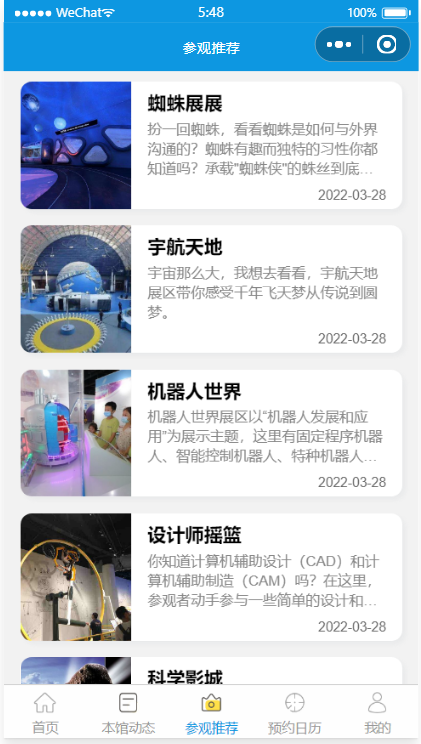 WeChat
5:48
100%
参观推荐
蜘蛛展展
扮一回蜘蛛，看看蜘蛛是如何与外界
沟通的？蜘蛛有趣而独特的习性你都
知道吗？承载"蜘蛛侠"的蛛丝到底…
2022-03-28
宇航天地
宇宙那么大，我想去看看，宇航天地
展区带你感受千年飞天梦从传说到圆
梦。
2022-03-28
机器人世界
机器人世界展区以“机器人发展和应
用”为展示主题，这里有固定程序机器
人、智能控制机器人、特种机器人…
2022-03-28
设计师摇篮
你知道计算机辅助设计（CAD）和计
算机辅助制造（CAM）吗？在这里，
参观者动手参与一些简单的设计和…
2022-03-28
科学影城
首页
本馆动态
参观推荐
预约日历
我的